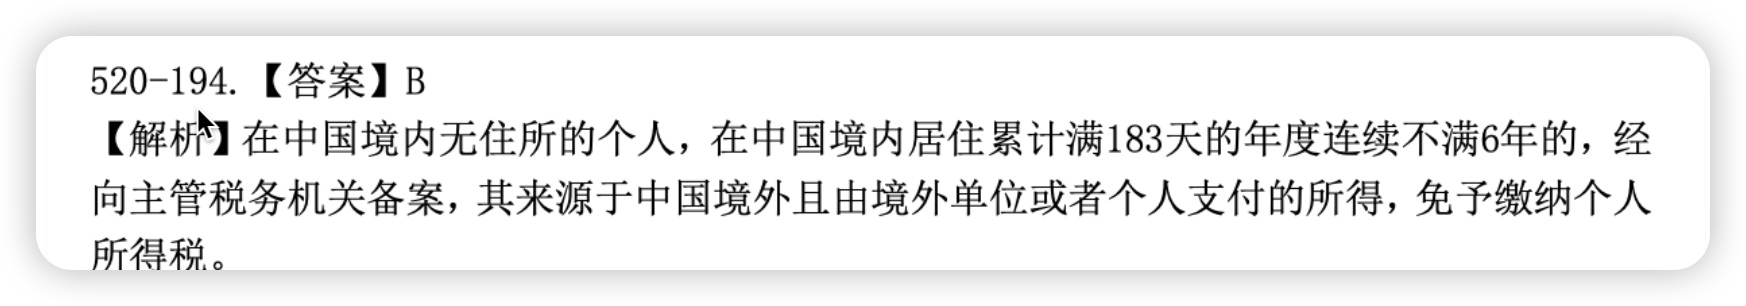 520-194.【答案】B
【解析】在中国境内无住所的个人，在中国境内居住累计满183天的年度连续不满6年的，经
向主管税务机关备案，其来源于中国境外且由境外单位或者个人支付的所得，免予缴纳个人
所得税。